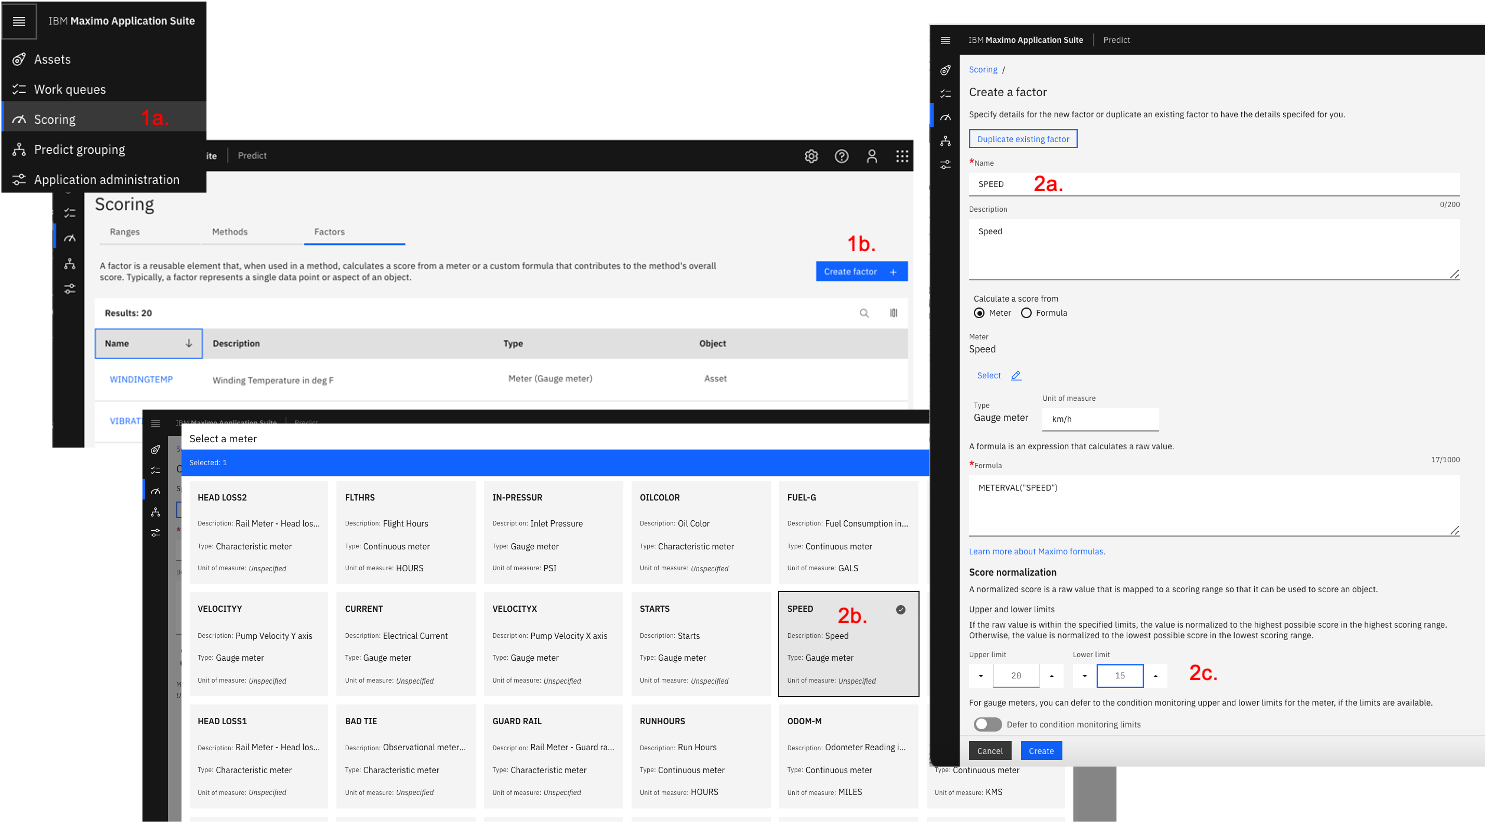 IBM Maximo Application Suite
Assets
Work queues
Scoring 1a.
Predict grouping
Application administration
ite Predict
Scoring
Ranges Methods Factors
1b.
A factor is a reusable element that, when used in a method, calculates a score from a meter or a custom formula that contributes to the method's overall
score. Typically, a factor represents a single data point or aspect of an object.
Create factor +
Results: 20
Name Description Type Object
WINDINGTEMP Winding Temperature in deg F Meter (Gauge meter) Asset
VIBRATI
IBM Maximo Application Suite Predict
Select a meter
Selected: 1
HEAD LOSS2 FLTHRS IN-PRESSUR OILCOLOR FUEL-G
Description: Rail Meter - Head los... Description: Flight Hours Description: Inlet Pressure Description: Oil Color Description: Fuel Consumption in...
Type: Characteristic meter Type: Continuous meter Type: Gauge meter Type: Characteristic meter Type: Continuous meter
Unit of measure: Unspecified Unit of measure: HOURS Unit of measure: PSI Unit of measure: Unspecified Unit of measure: GALS
VELOCITYY CURRENT VELOCITYX STARTS SPEED 2b.
Description: Pump Velocity Y axis Description: Electrical Current Description: Pump Velocity X axis Description: Starts Description: Speed
Type: Gauge meter Type: Gauge meter Type: Gauge meter Type: Gauge meter Type: Gauge meter
Unit of measure: Unspecified Unit of measure: Unspecified Unit of measure: Unspecified Unit of measure: Unspecified Unit of measure: Unspecified
HEAD LOSS1 BAD TIE GUARD RAIL RUNHOURS ODOM-M
Description: Rail Meter - Head los... Description: Observational meter... Description: Rail Meter - Guard ra... Description: Run Hours Description: Odometer Reading i...
Type: Characteristic meter Type: Characteristic meter Type: Characteristic meter Type: Continuous meter Type: Continuous meter Type: Continuous meter
Unit of measure: Unspecified Unit of measure: Unspecified Unit of measure: Unspecified Unit of measure: HOURS Unit of measure: MILES Unit of measure: KMS
IBM Maximo Application Suite Predict
Scoring /
Create a factor
Specify details for the new factor or duplicate an existing factor to have the details specifed for you.
Duplicate existing factor
*Name
SPEED 2a.
0/200
Description
Speed
Calculate a score from
Meter Formula
Meter
Speed
Select
Type Unit of measure
Gauge meter km/h
A formula is an expression that calculates a raw value.
*Formula 17/1000
METERVAL("SPEED")
Learn more about Maximo formulas.
Score normalization
A normalized score is a raw value that is mapped to a scoring range so that it can be used to score an object.
Upper and lower limits
If the raw value is within the specified limits, the value is normalized to the highest possible score in the highest scoring range.
Otherwise, the value is normalized to the lowest possible score in the lowest scoring range.
Upper limit Lower limit
20 15 2c.
For gauge meters, you can defer to the condition monitoring upper and lower limits for the meter, if the limits are available.
Defer to condition monitoring limits
Cancel Create